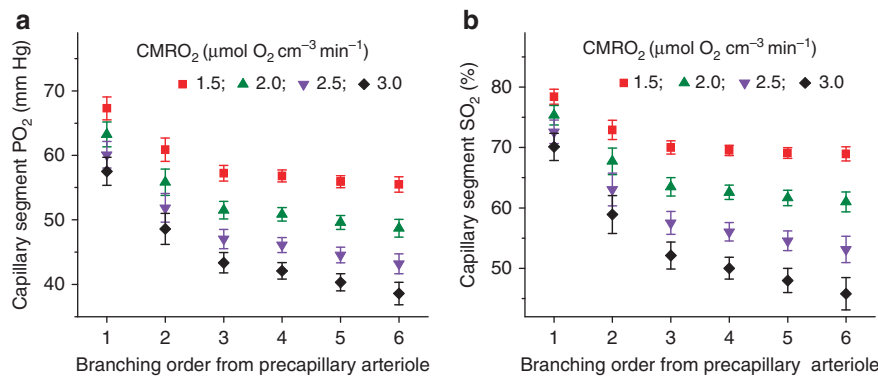 a
CMRO2 (μmol O2 cm−3 min−1)
1.5; 2.0; 2.5; 3.0
Capillary segment PO2 (mm Hg)
70
60
50
40
1 2 3 4 5 6
Branching order from precapillary arteriole
b
CMRO2 (μmol O2 cm−3 min−1)
1.5; 2.0; 2.5; 3.0
Capillary segment SO2 (%)
80
70
60
50
1 2 3 4 5 6
Branching order from precapillary arteriole